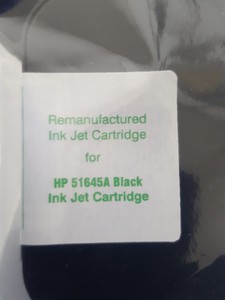 Remanufactured
Ink Jet Cartridge
for
HP 51645A Black
Ink Jet Cartridge